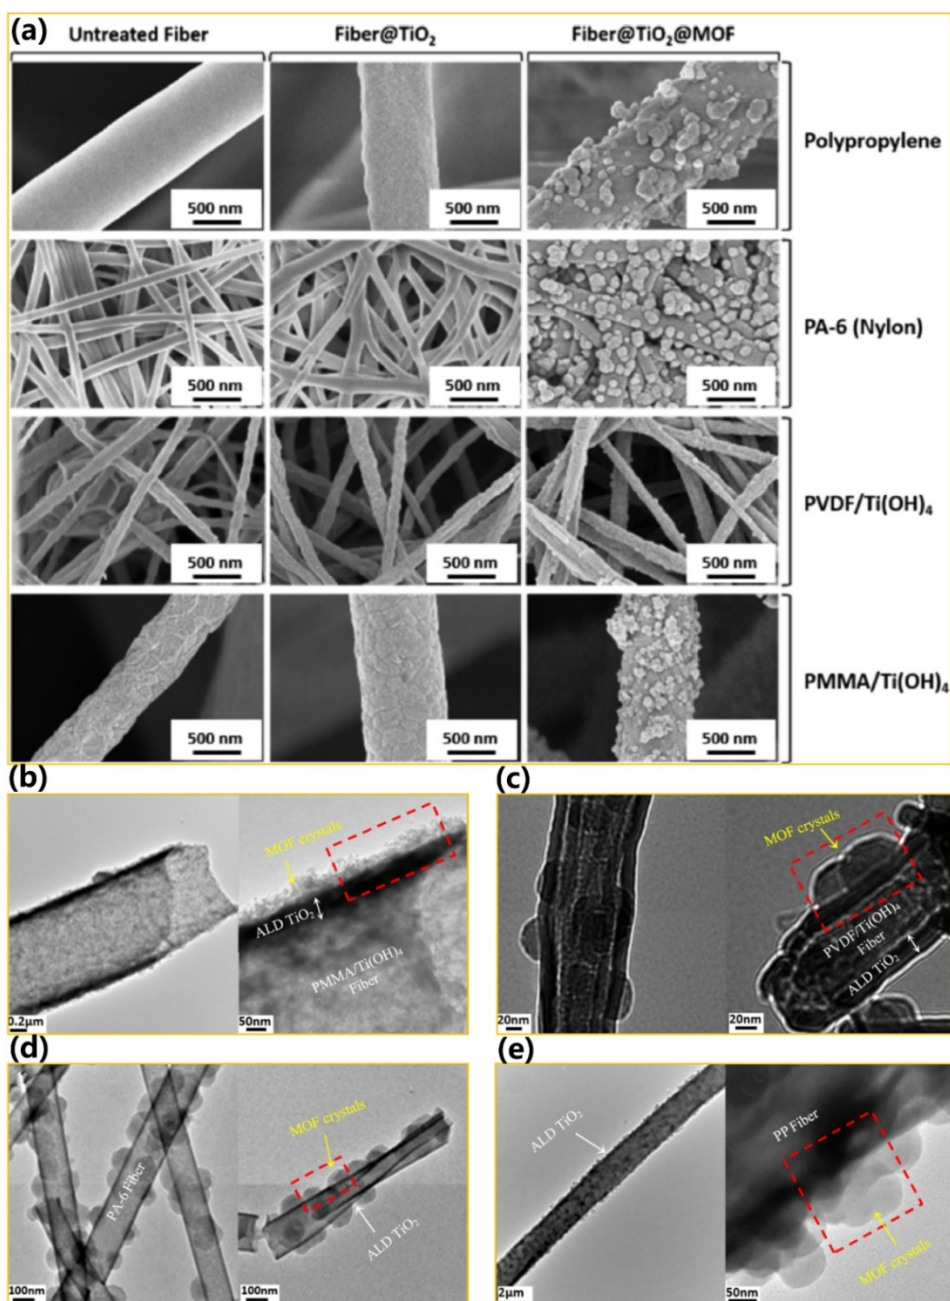 (a)
Untreated Fiber Fiber@TiO₂ Fiber@TiO₂@MOF
500 nm 500 nm 500 nm Polypropylene
500 nm 500 nm 500 nm PA-6 (Nylon)
500 nm 500 nm 500 nm PVDF/Ti(OH)₄
500 nm 500 nm 500 nm PMMA/Ti(OH)₄
(b)
MOF crystals
ALD TiO₂
PMMA/Ti(OH)₄
Fiber
0.2μm
50nm
(c)
MOF crystals
PVDF/Ti(OH)₄
Fiber
ALD TiO₂
20nm
20nm
(d)
PA-6 Fiber
MOF crystals
ALD TiO₂
100nm
100nm
(e)
ALD TiO₂
PP Fiber
MOF crystals
2μm
50nm